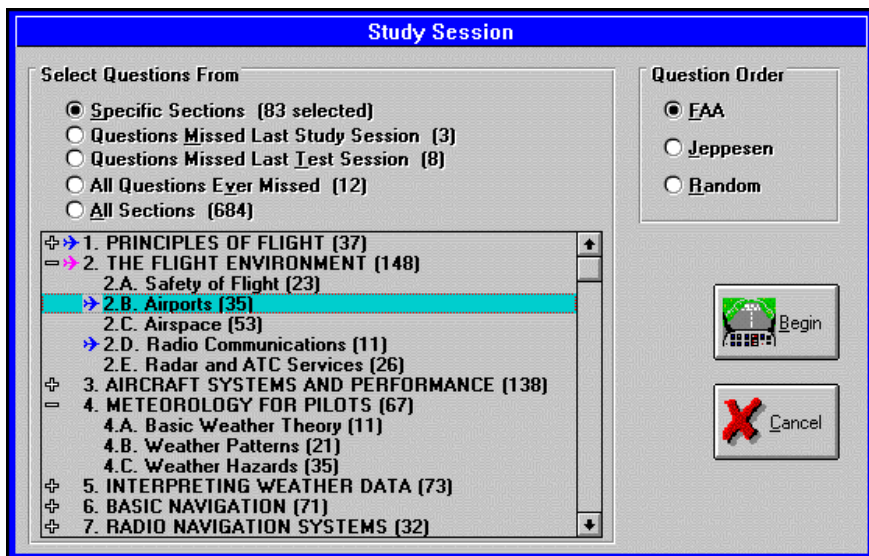 Study Session
Select Questions From
Specific Sections (83 selected)
Questions Missed Last Study Session (3)
Questions Missed Last Test Session (8)
All Questions Ever Missed (12)
All Sections (684)
1. PRINCIPLES OF FLIGHT (37)
2. THE FLIGHT ENVIRONMENT (148)
2.A. Safety of Flight (23)
2.B. Airports (35)
2.C. Airspace (53)
2.D. Radio Communications (11)
2.E. Radar and ATC Services (26)
3. AIRCRAFT SYSTEMS AND PERFORMANCE (138)
4. METEOROLOGY FOR PILOTS (67)
4.A. Basic Weather Theory (11)
4.B. Weather Patterns (21)
4.C. Weather Hazards (35)
5. INTERPRETING WEATHER DATA (73)
6. BASIC NAVIGATION (71)
7. RADIO NAVIGATION SYSTEMS (32)
Question Order
FAA
Jeppesen
Random
Begin
Cancel